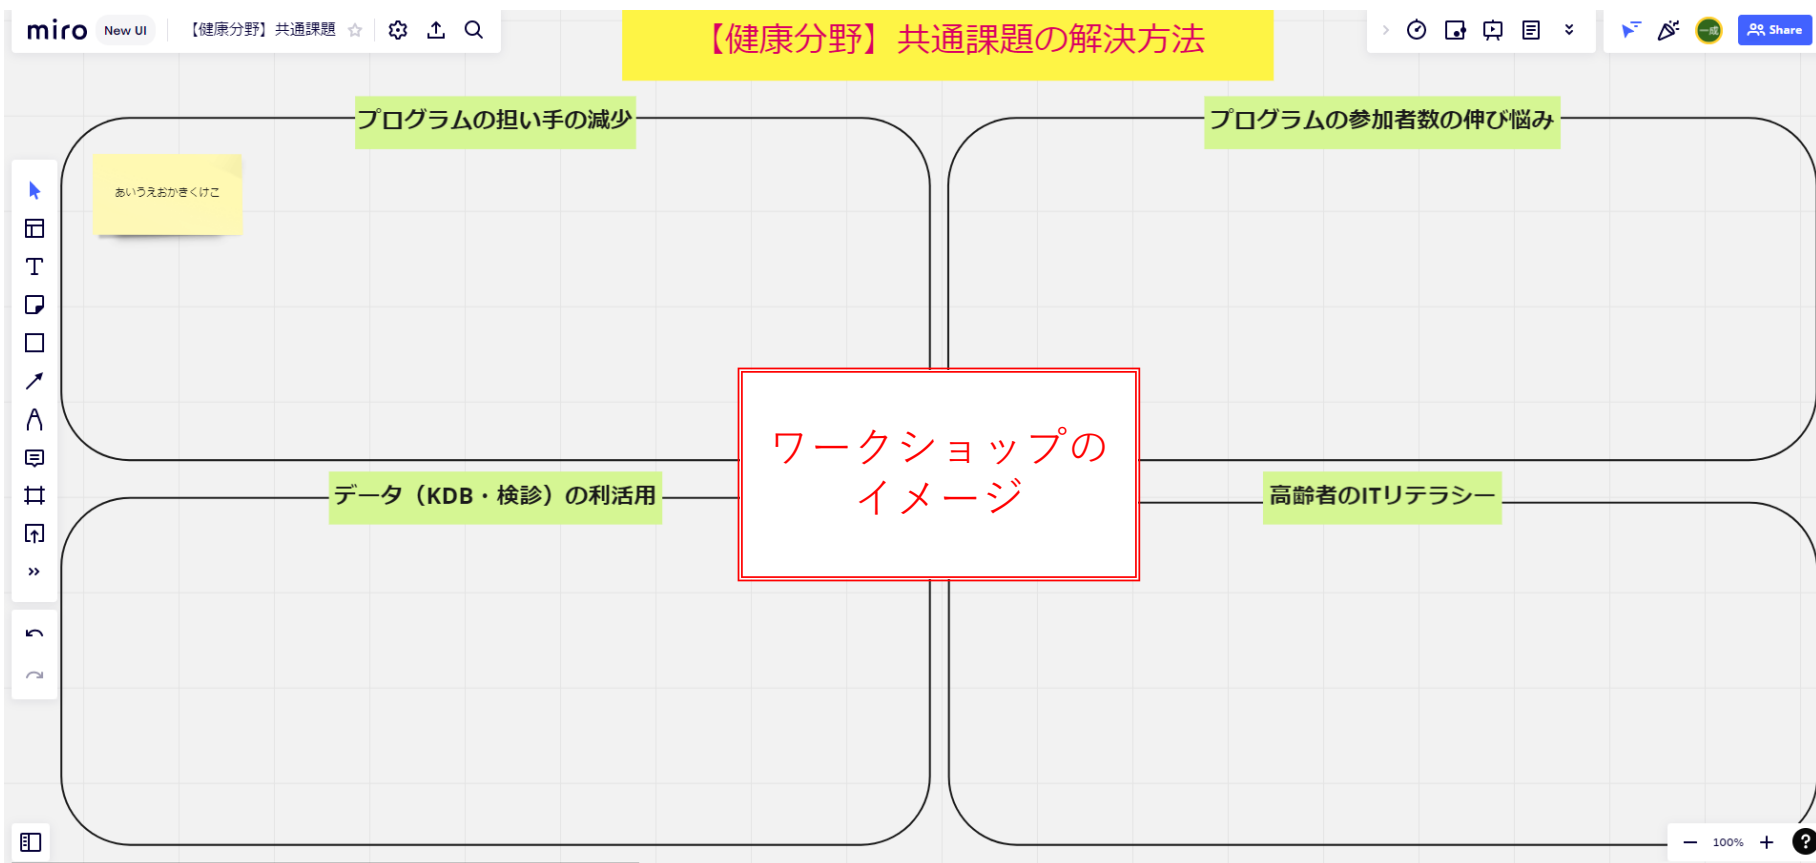 miro New UI 【健康分野】共通課題
【健康分野】共通課題の解決方法
一成 Share
プログラムの担い手の減少
プログラムの参加者数の伸び悩み
あいうえおかきくけこ
ワークショップの
イメージ
データ（KDB・検診）の利活用
高齢者のITリテラシー
100% ?